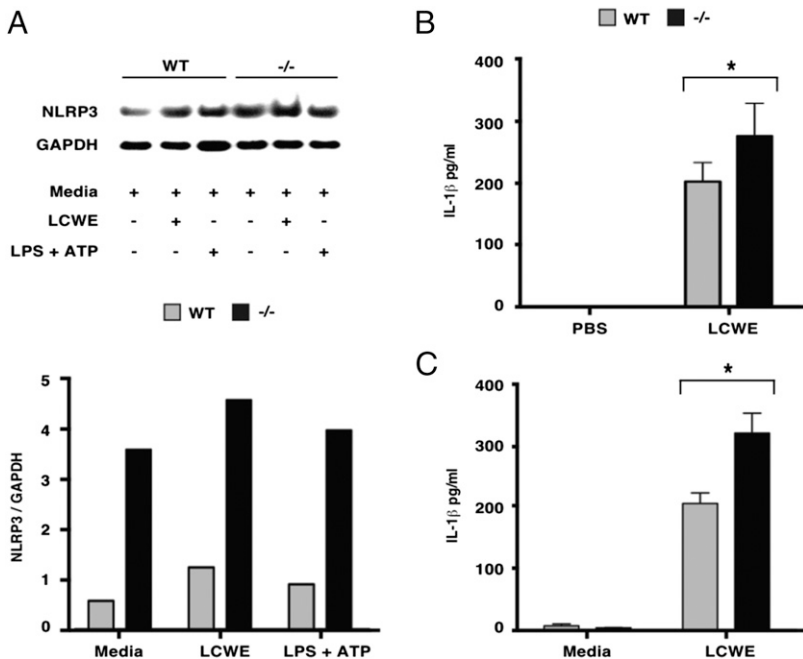 A
WT -/-
NLRP3
GAPDH
Media + + + + + +
LCWE - + - - + -
LPS + ATP - - + - - +
WT -/-
5
4
3
2
1
0
NLRP3 / GAPDH
Media LCWE LPS + ATP
B
WT -/-
400
300
200
100
0
IL-1β pg/ml
*
PBS LCWE
C
400
300
200
100
0
IL-1β pg/ml
*
Media LCWE